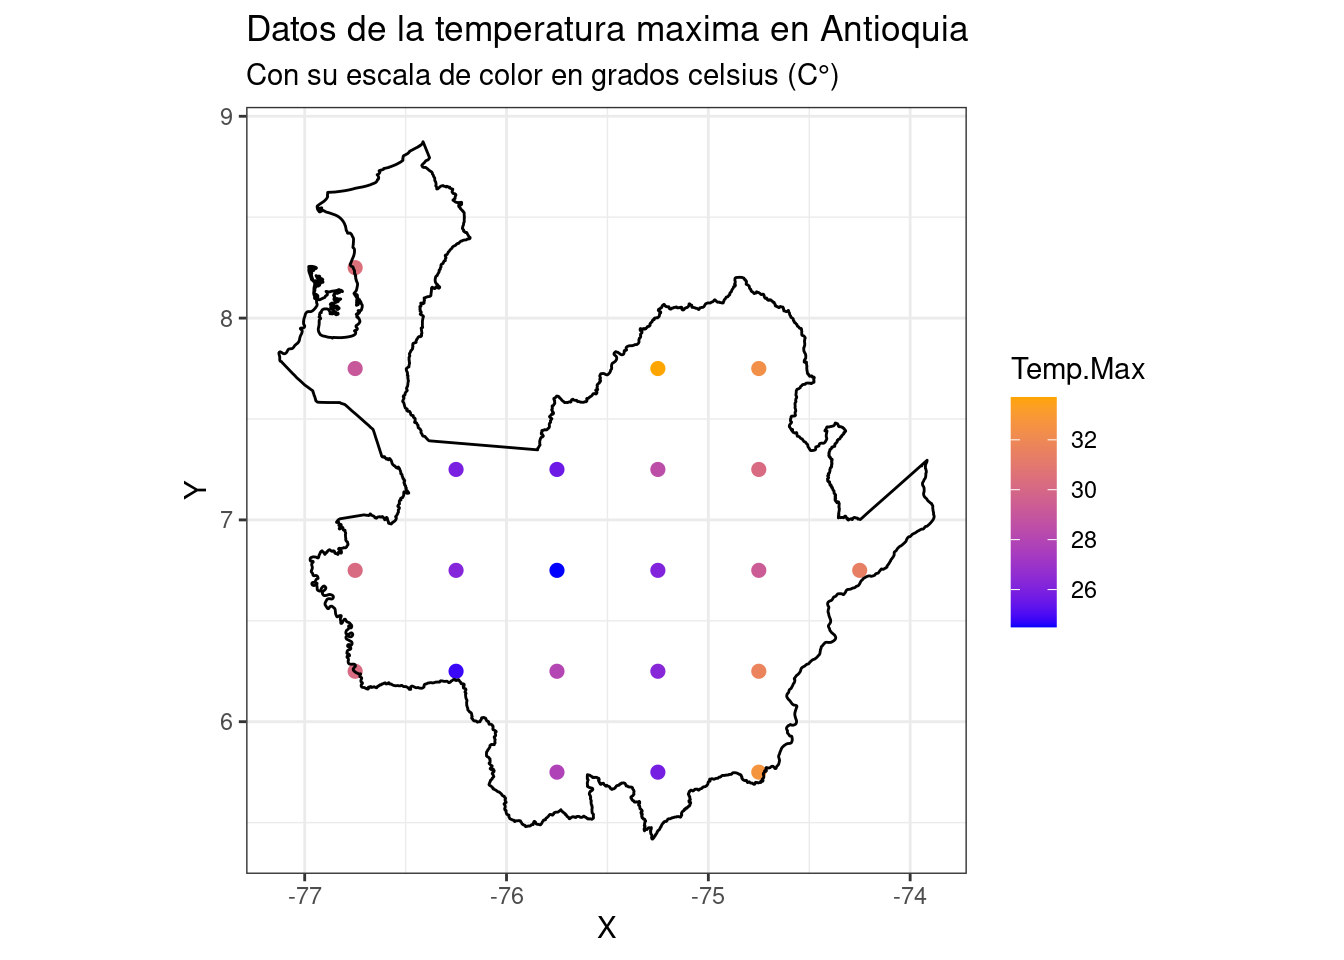 Datos de la temperatura maxima en Antioquia
Con su escala de color en grados celsius (C°)
9
8
7
6
Y
-77
-76
-75
-74
X
Temp.Max
32
30
28
26